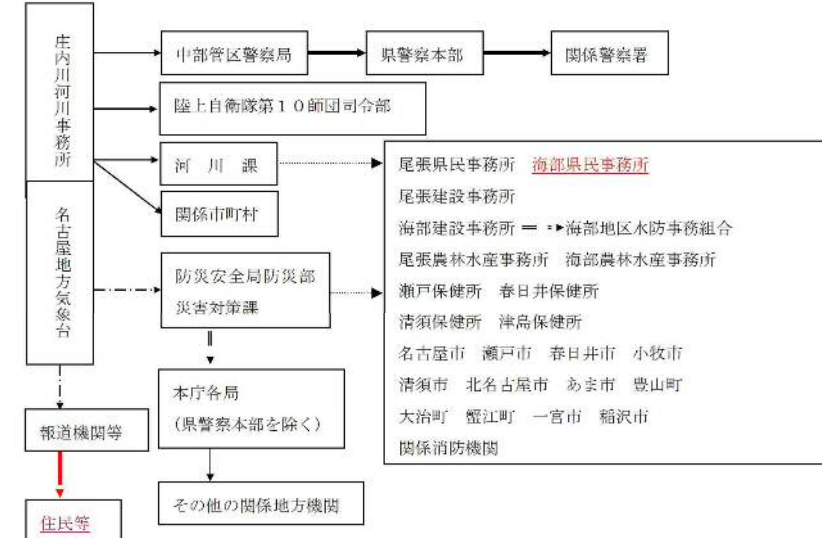 庄内川河川事務所
名古屋地方気象台
中部管区警察局
県警察本部
関係警察署
陸上自衛隊第１０師団司令部
河　川　課
関係市町村
防災安全局防災部
災害対策課
本庁各局
(県警察本部を除く)
その他の関係地方機関
報道機関等
住民等
尾張県民事務所　海部県民事務所
尾張建設事務所
海部建設事務所　海部地区水防事務組合
尾張農林水産事務所　海部農林水産事務所
瀬戸保健所　春日井保健所
清須保健所　津島保健所
名古屋市　瀬戸市　春日井市　小牧市
清須市　北名古屋市　あま市　豊山町
大治町　蟹江町　一宮市　稲沢市
関係消防機関